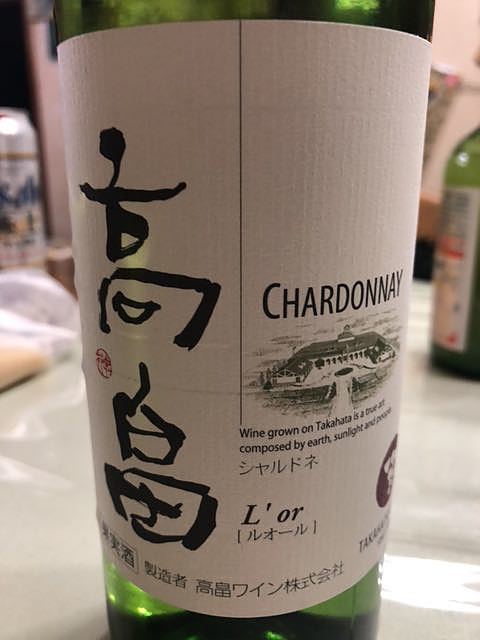 高畠
CHARDONNAY
Wine grown on Takahata is a true art
composed by earth, sunlight and people.
シャルドネ
L'or
[ルオール]
TAKAHATA
果実酒
製造者 高畠ワイン株式会社